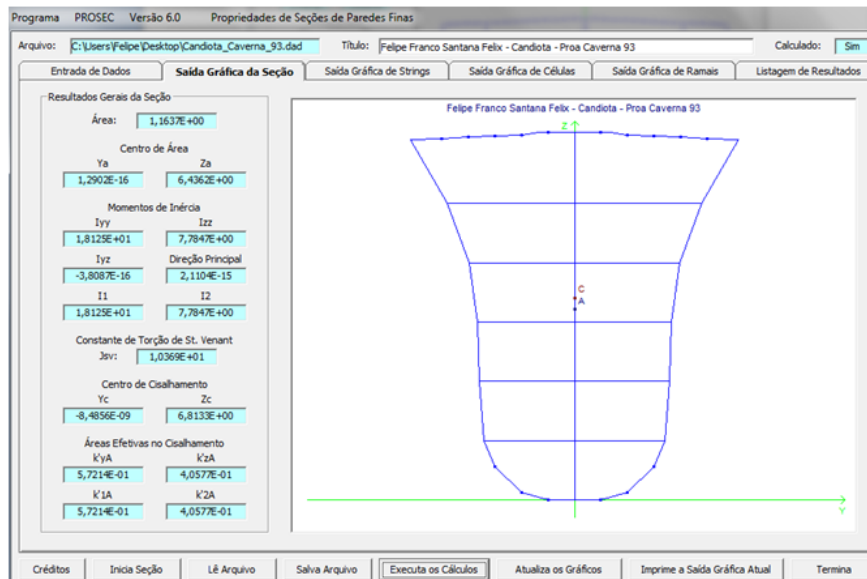 Programa PROSEC Versão 6.0 Propriedades de Seções de Paredes Finas
Arquivo: C:\Users\Felipe\Desktop\Candiota_Caverna_93.dad Título: Felipe Franco Santana Felix - Candiota - Proa Caverna 93 Calculado: Sim
Entrada de Dados Saída Gráfica da Seção Saída Gráfica de Strings Saída Gráfica de Células Saída Gráfica de Ramais Listagem de Resultados
Resultados Gerais da Seção
Área: 1,1637E+00
Centro de Área
Ya Za
1,2902E-16 6,4362E+00
Momentos de Inércia
Iyy Izz
1,8125E+01 7,7847E+00
Iyz Direção Principal
-3,8087E-16 2,1104E-15
I1 I2
1,8125E+01 7,7847E+00
Constante de Torção de St. Venant
Jsv: 1,0369E+01
Centro de Cisalhamento
Yc Zc
-8,4856E-09 6,8133E+00
Áreas Efetivas no Cisalhamento
k'yA k'zA
5,7214E-01 4,0577E-01
k'1A k'2A
5,7214E-01 4,0577E-01
Felipe Franco Santana Felix - Candiota - Proa Caverna 93
Z
C
A
Y
Créditos Inicia Seção Lê Arquivo Salva Arquivo Executa os Cálculos Atualiza os Gráficos Imprime a Saída Gráfica Atual Termina